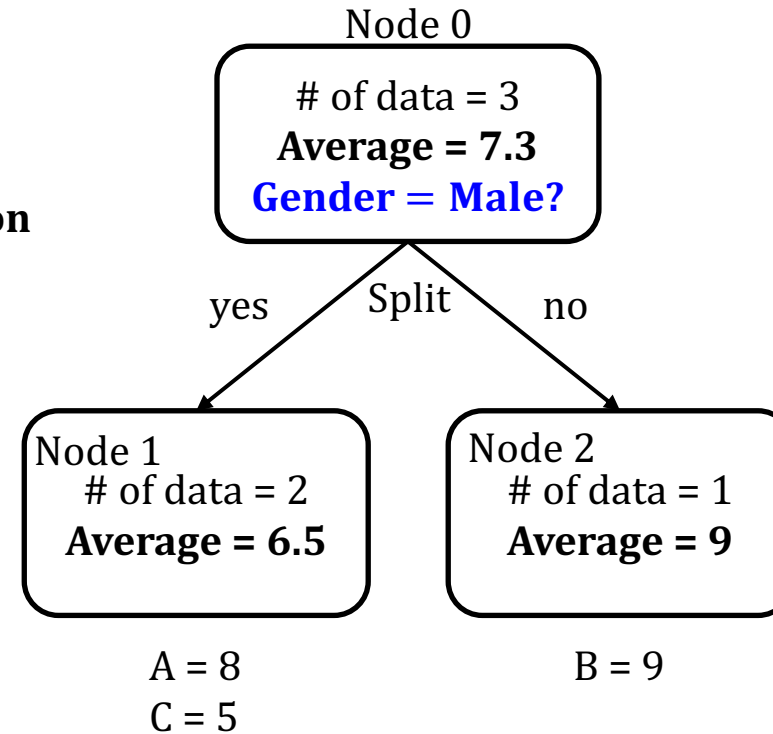 Node 0
# of data = 3
Average = 7.3
Gender = Male?
on
yes
Split
no
Node 1
# of data = 2
Average = 6.5
Node 2
# of data = 1
Average = 9
A = 8
C = 5
B = 9